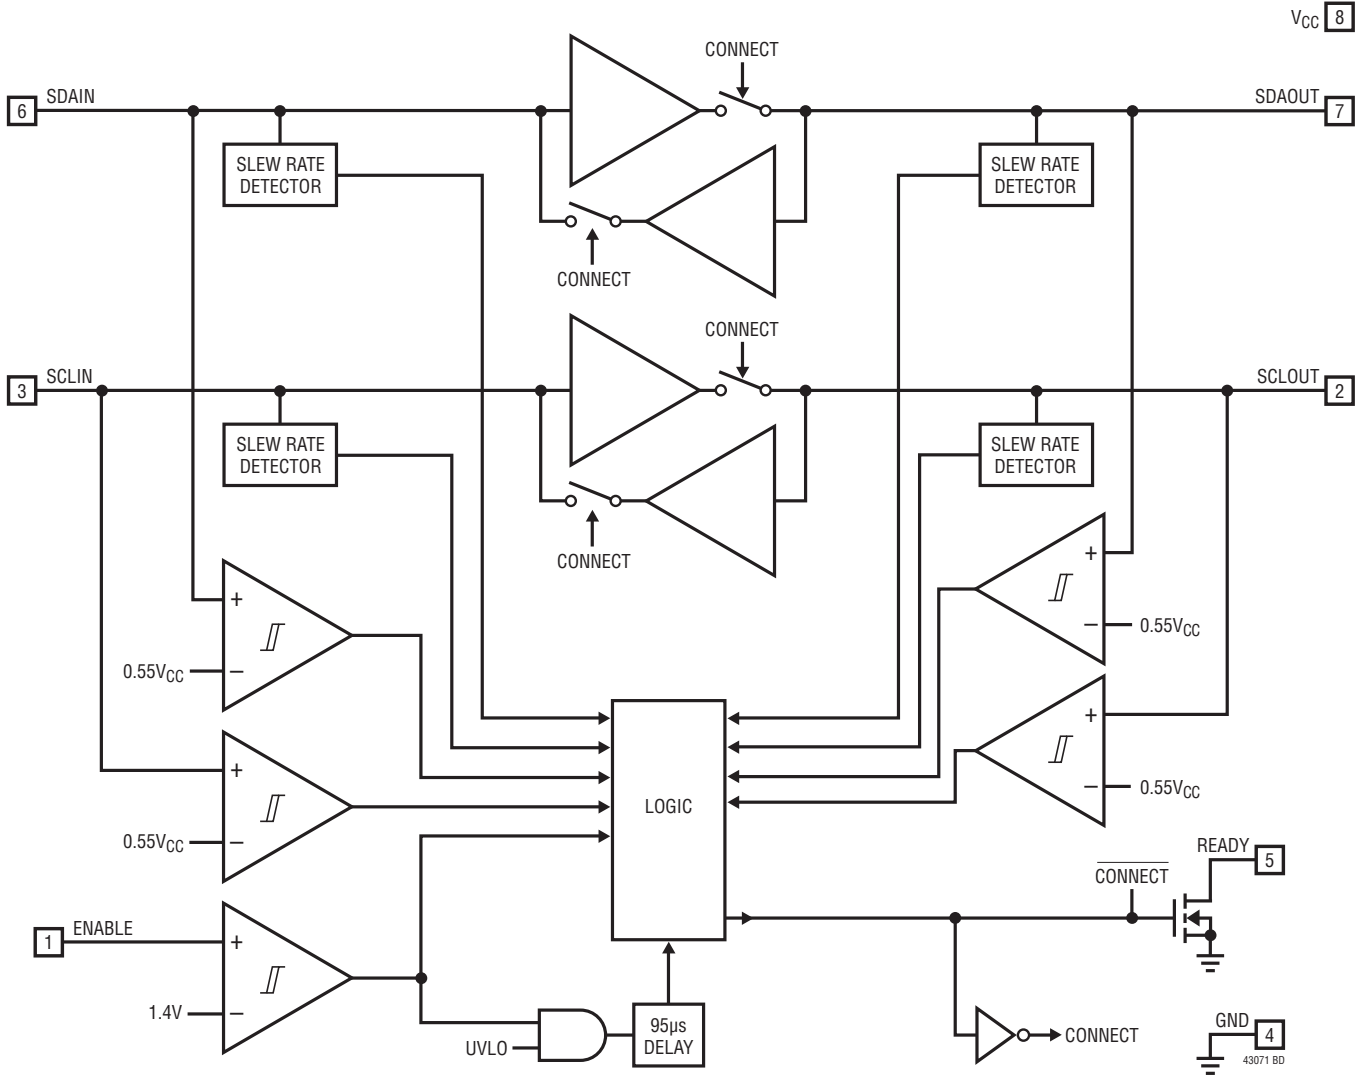 VCC 8
CONNECT
6 SDAIN
SDAOUT 7
SLEW RATE
DETECTOR
SLEW RATE
DETECTOR
CONNECT
CONNECT
3 SCLIN
SCLOUT 2
SLEW RATE
DETECTOR
SLEW RATE
DETECTOR
CONNECT
+
+
– 0.55VCC
0.55VCC –
+
+
LOGIC
– 0.55VCC
0.55VCC –
READY 5
CONNECT
1 ENABLE
+
1.4V –
95µs
DELAY
UVLO
CONNECT
GND 4
43071 BD